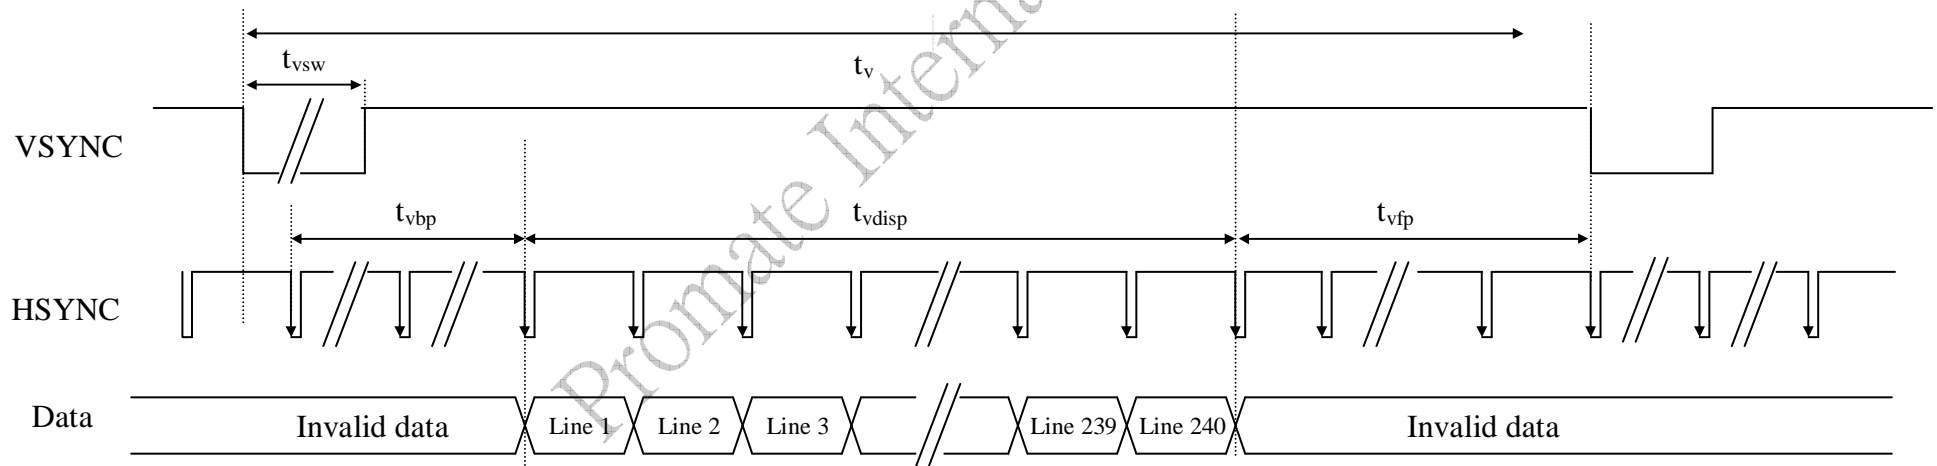 t_vsw
t_v
VSYNC
t_vbp
t_vdisp
t_vfp
HSYNC
Data
Invalid data
Line 1
Line 2
Line 3
Line 239
Line 240
Invalid data
Promate